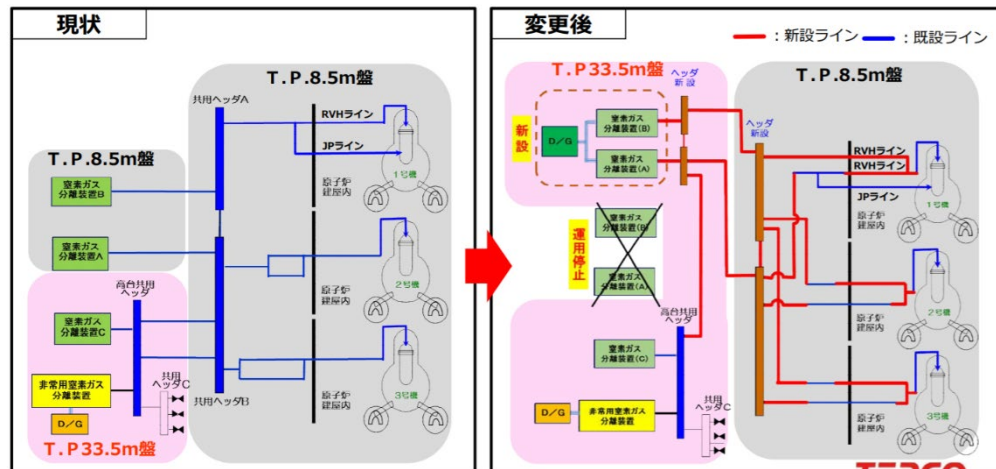 現状
T.P.8.5m盤
共用ヘッダA
RVHライン
JPライン
1号機
原子炉
建屋内
T.P.8.5m盤
窒素ガス
分離装置B
窒素ガス
分離装置A
2号機
原子炉
建屋内
高台共用
ヘッダ
窒素ガス
分離装置C
非常用窒素ガス
分離装置
D/G
共用
ヘッダC
共用ヘッダB
3号機
原子炉
建屋内
T.P33.5m盤
変更後
:新設ライン
:既設ライン
T.P33.5m盤
ヘッダ
新設
T.P.8.5m盤
新設
D/G
窒素ガス
分離装置(B)
窒素ガス
分離装置(A)
ヘッダ
新設
RVHライン
RVHライン
JPライン
1号機
原子炉
建屋内
運用停止
窒素ガス
分離装置(B)
窒素ガス
分離装置(A)
2号機
原子炉
建屋内
高台共用
ヘッダ
窒素ガス
分離装置(C)
D/G
非常用窒素ガス
分離装置
共用
ヘッダC
3号機
原子炉
建屋内
TEPCO